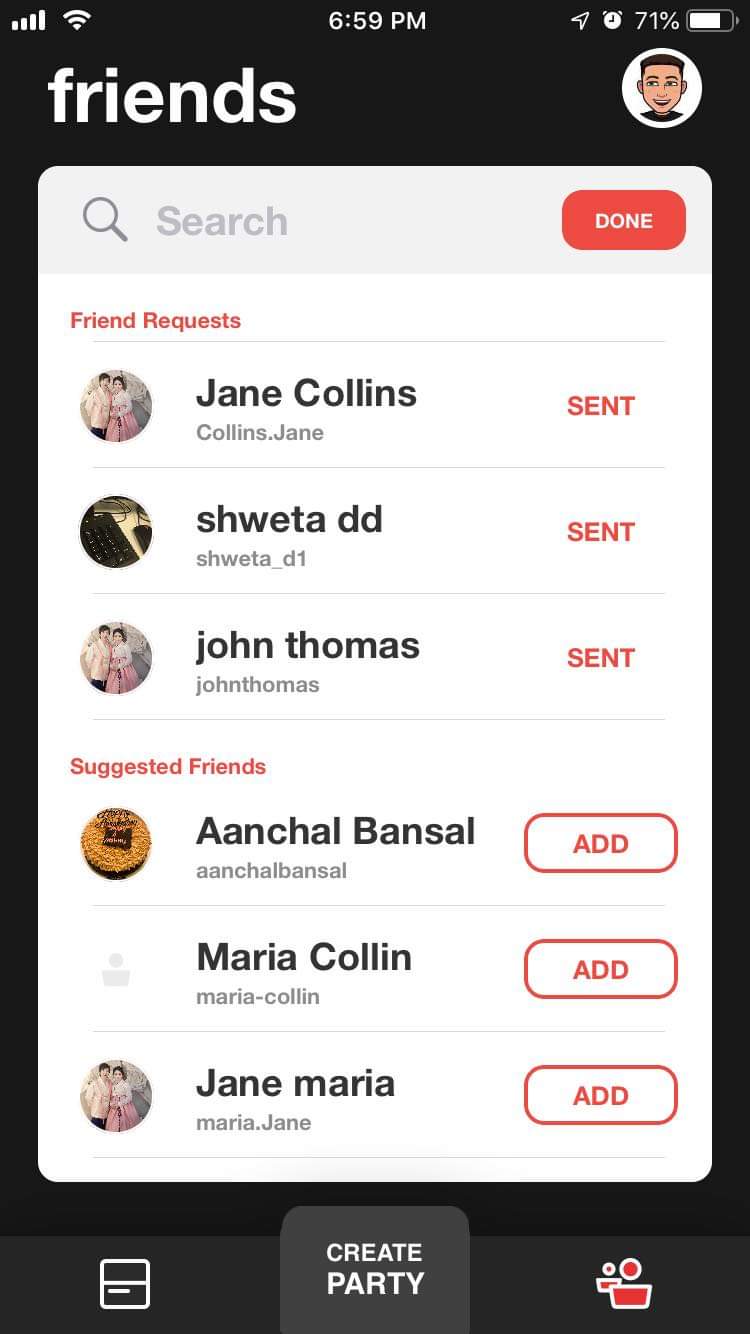 6:59 PM
71%
friends
Search
DONE
Friend Requests
Jane Collins
Collins.Jane
SENT
shweta dd
shweta_d1
SENT
john thomas
johnthomas
SENT
Suggested Friends
Aanchal Bansal
aanchalbansal
ADD
Maria Collin
maria-collin
ADD
Jane maria
maria.Jane
ADD
CREATE
PARTY